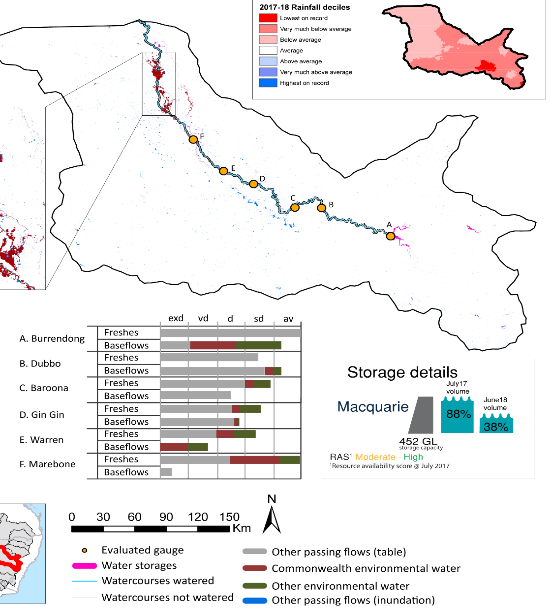 2017-18 Rainfall deciles
Lowest on record
Very much below average
Below average
Average
Above average
Very much above average
Highest on record
F
E
D
C
B
A
exd vd d sd av
A. Burrendong Freshes
Baseflows
B. Dubbo Freshes
Baseflows
C. Baroona Freshes
Baseflows
D. Gin Gin Freshes
Baseflows
E. Warren Freshes
Baseflows
F. Marebone Freshes
Baseflows
Storage details
July17
volume
June18
volume
Macquarie
88%
38%
452 GL
storage capacity
RAS* Moderate - High
*Resource availability score @ July 2017
0 30 60 90 120 150
Km
N
Evaluated gauge
Water storages
Watercourses watered
Watercourses not watered
Other passing flows (table)
Commonwealth environmental water
Other environmental water
Other passing flows (inundation)